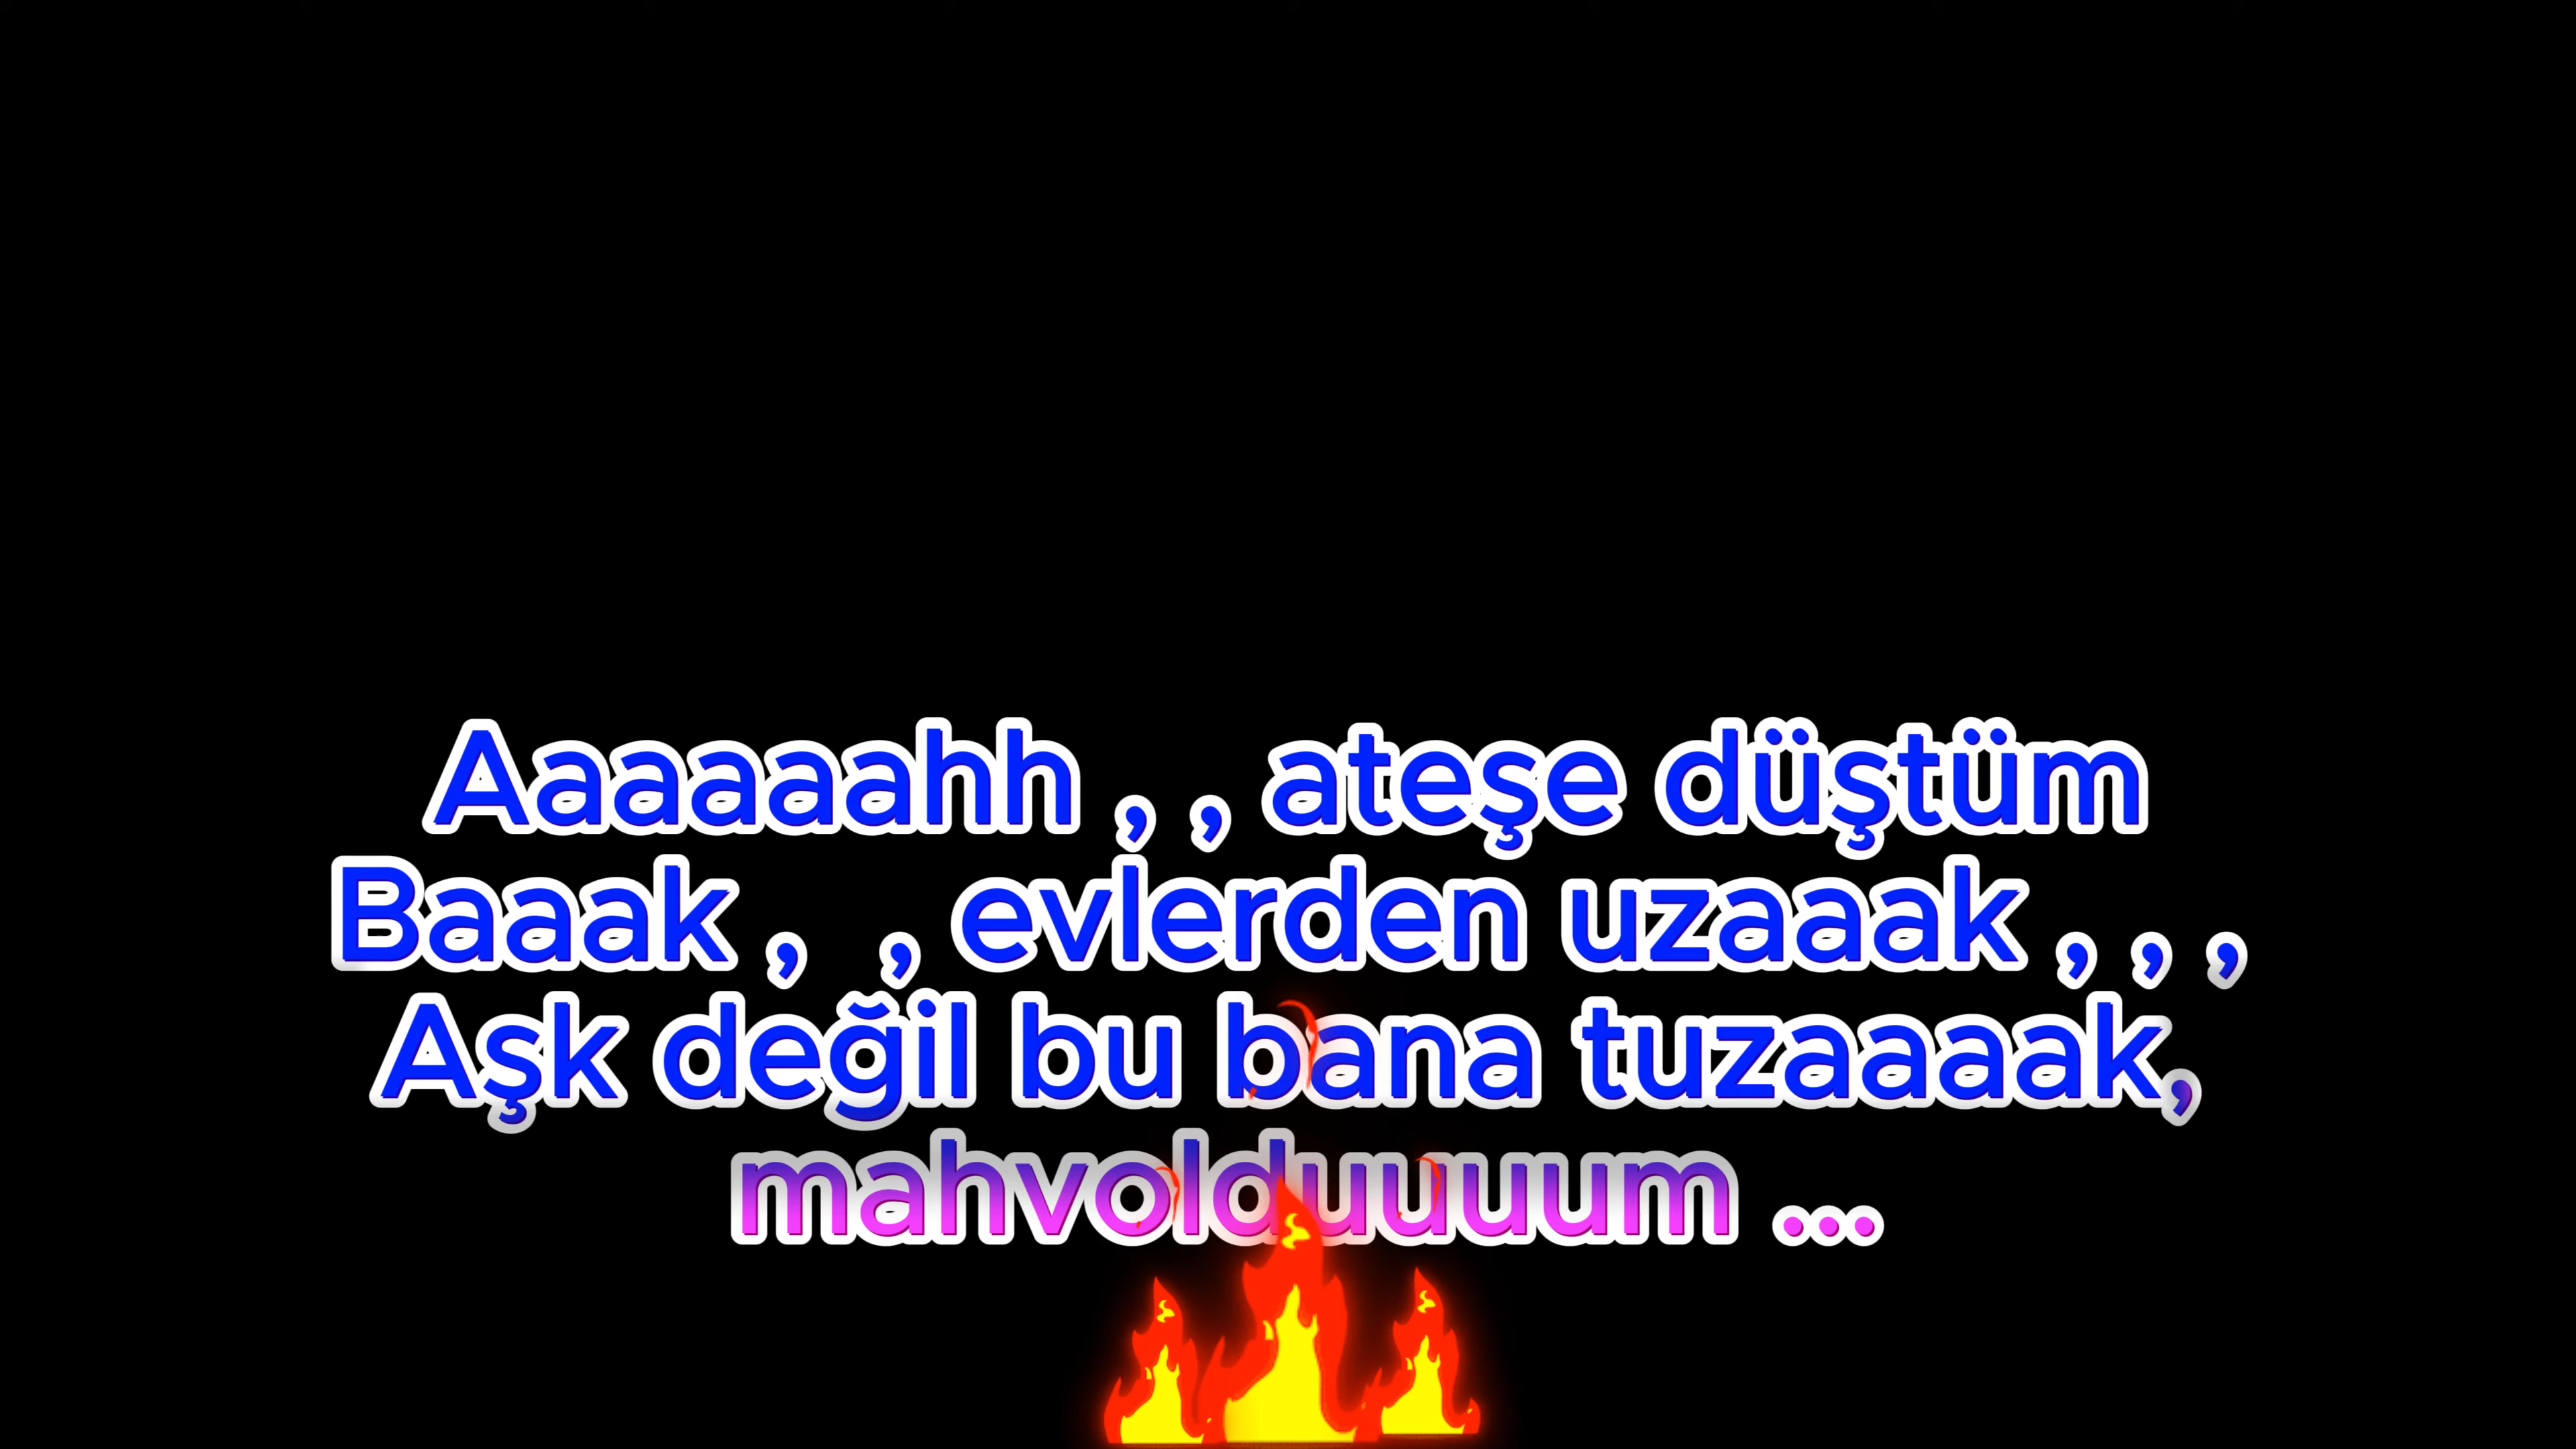 Aaaaaahh , , ateşe düştüm
Baaak ,  , evlerden uzaaak , , ,
Aşk değil bu bana tuzaaaak,
mahvolduuuum ...